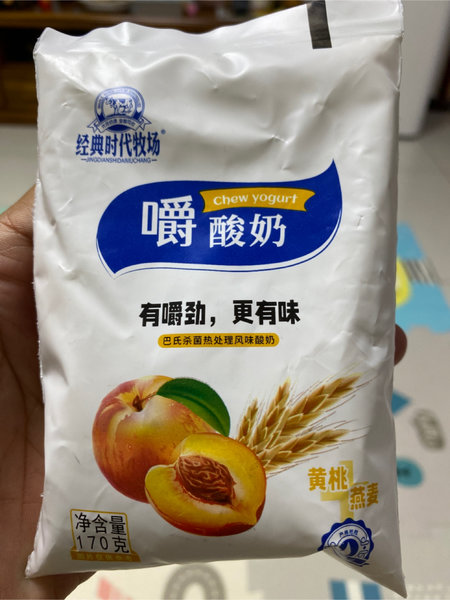 经典时代牧场®
JINGDIANSHIDAIMUCHANG
Chew yogurt
嚼酸奶
有嚼劲，更有味
巴氏杀菌热处理风味酸奶
黄桃
燕麦
净含量
170克